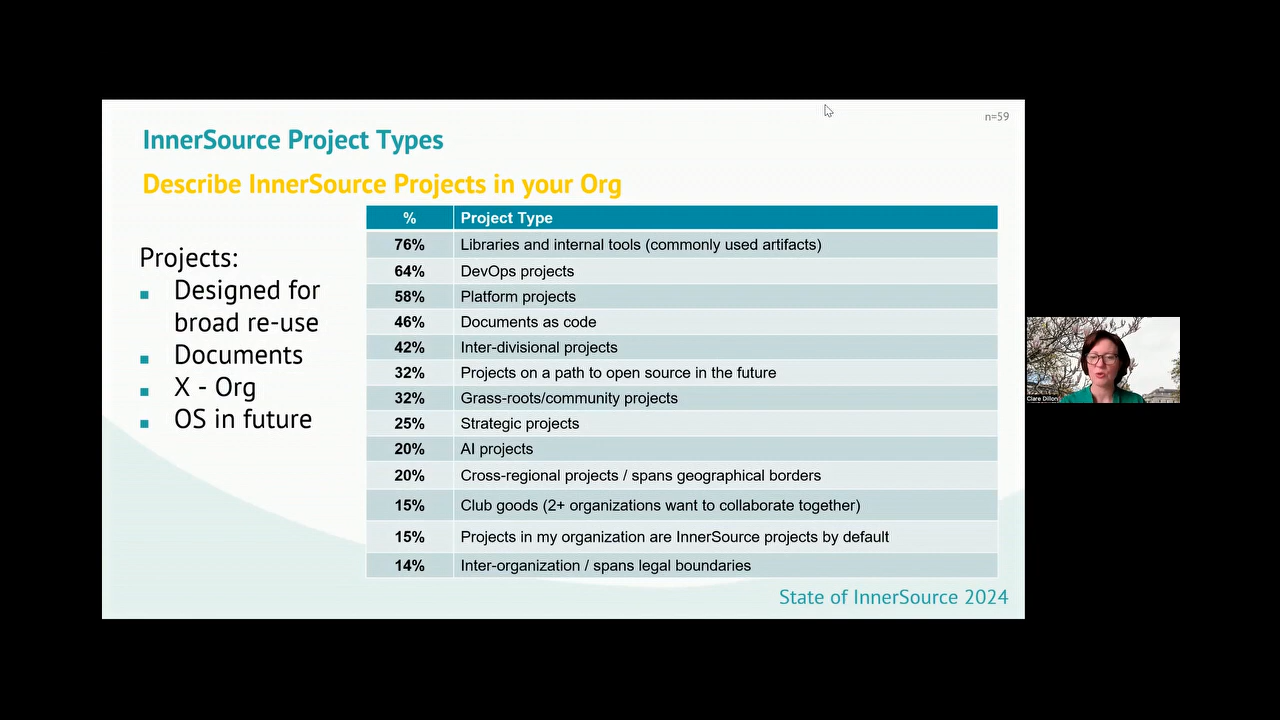 n=59
InnerSource Project Types
Describe InnerSource Projects in your Org
Projects:
■ Designed for
broad re-use
■ Documents
■ X - Org
■ OS in future
% Project Type
76% Libraries and internal tools (commonly used artifacts)
64% DevOps projects
58% Platform projects
46% Documents as code
42% Inter-divisional projects
32% Projects on a path to open source in the future
32% Grass-roots/community projects
25% Strategic projects
20% AI projects
20% Cross-regional projects / spans geographical borders
15% Club goods (2+ organizations want to collaborate together)
15% Projects in my organization are InnerSource projects by default
14% Inter-organization / spans legal boundaries
State of InnerSource 2024
Clare Dillon